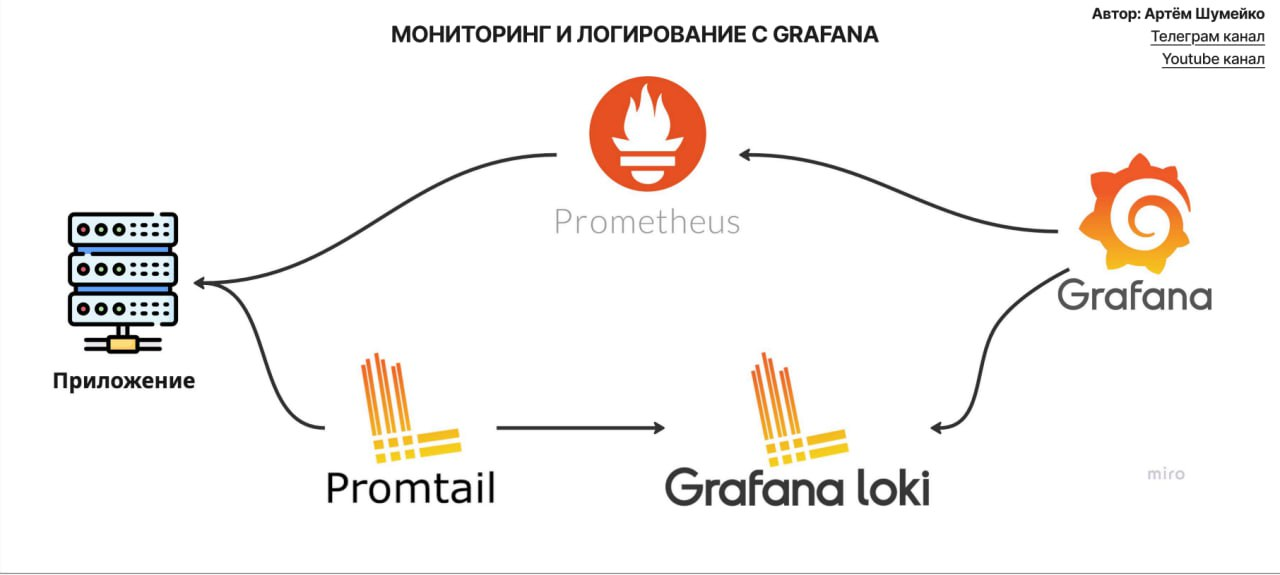 МОНИТОРИНГ И ЛОГИРОВАНИЕ С GRAFANA
Автор: Артём Шумейко
Телеграм канал
Youtube канал
Prometheus
Grafana
Приложение
Promtail
Grafana loki
miro